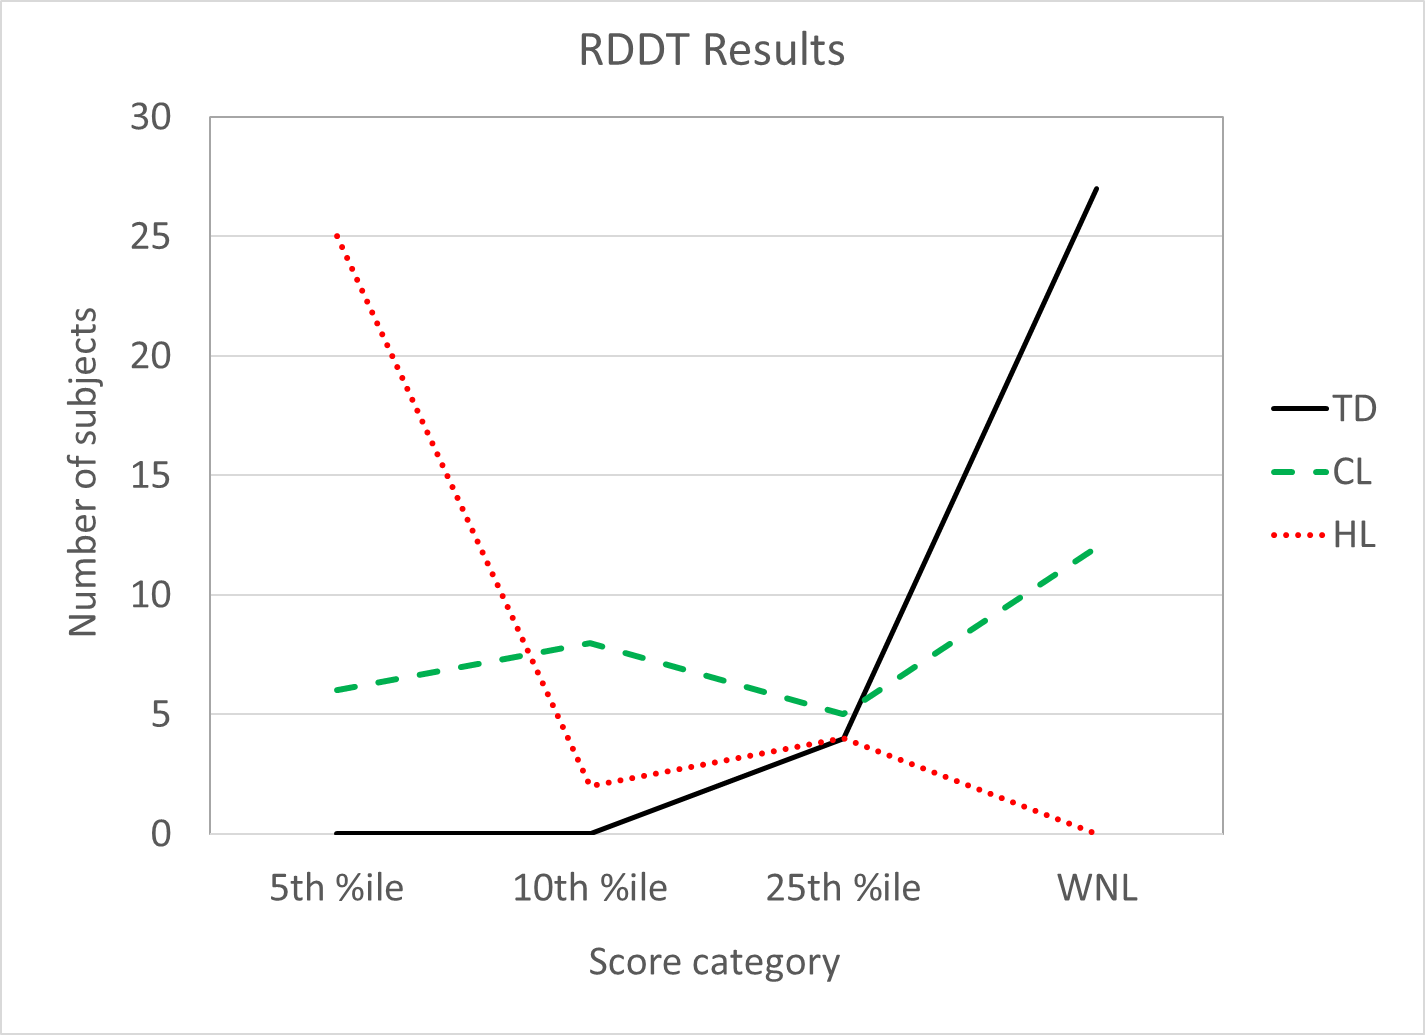 RDDT Results
30
25
20
15
10
5
0
Number of subjects
5th %ile 10th %ile 25th %ile WNL
Score category
TD
CL
HL